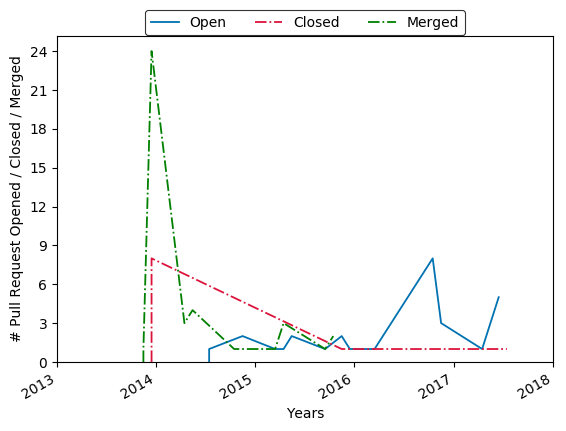 Open Closed Merged
# Pull Request Opened / Closed / Merged
24
21
18
15
12
9
6
3
0
2013 2014 2015 2016 2017 2018
Years